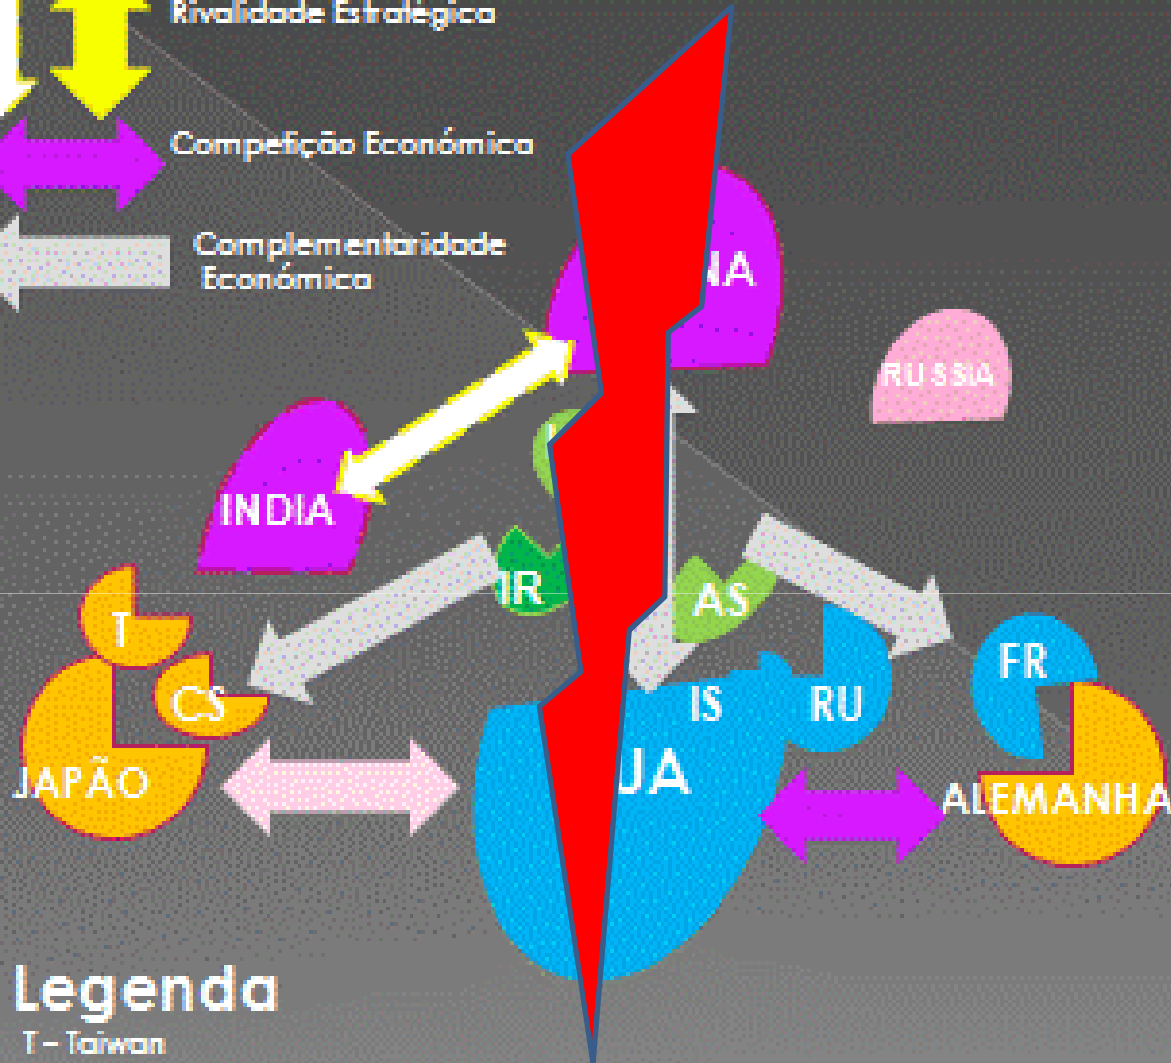 Rivalidade Estratégica
Competição Económica
Complementaridade
Económica
NA
RUSSIA
INDIA
IR
AS
T
CS
IS
RU
FR
JAPÃO
UA
ALEMANHA
Legenda
T – Taiwan